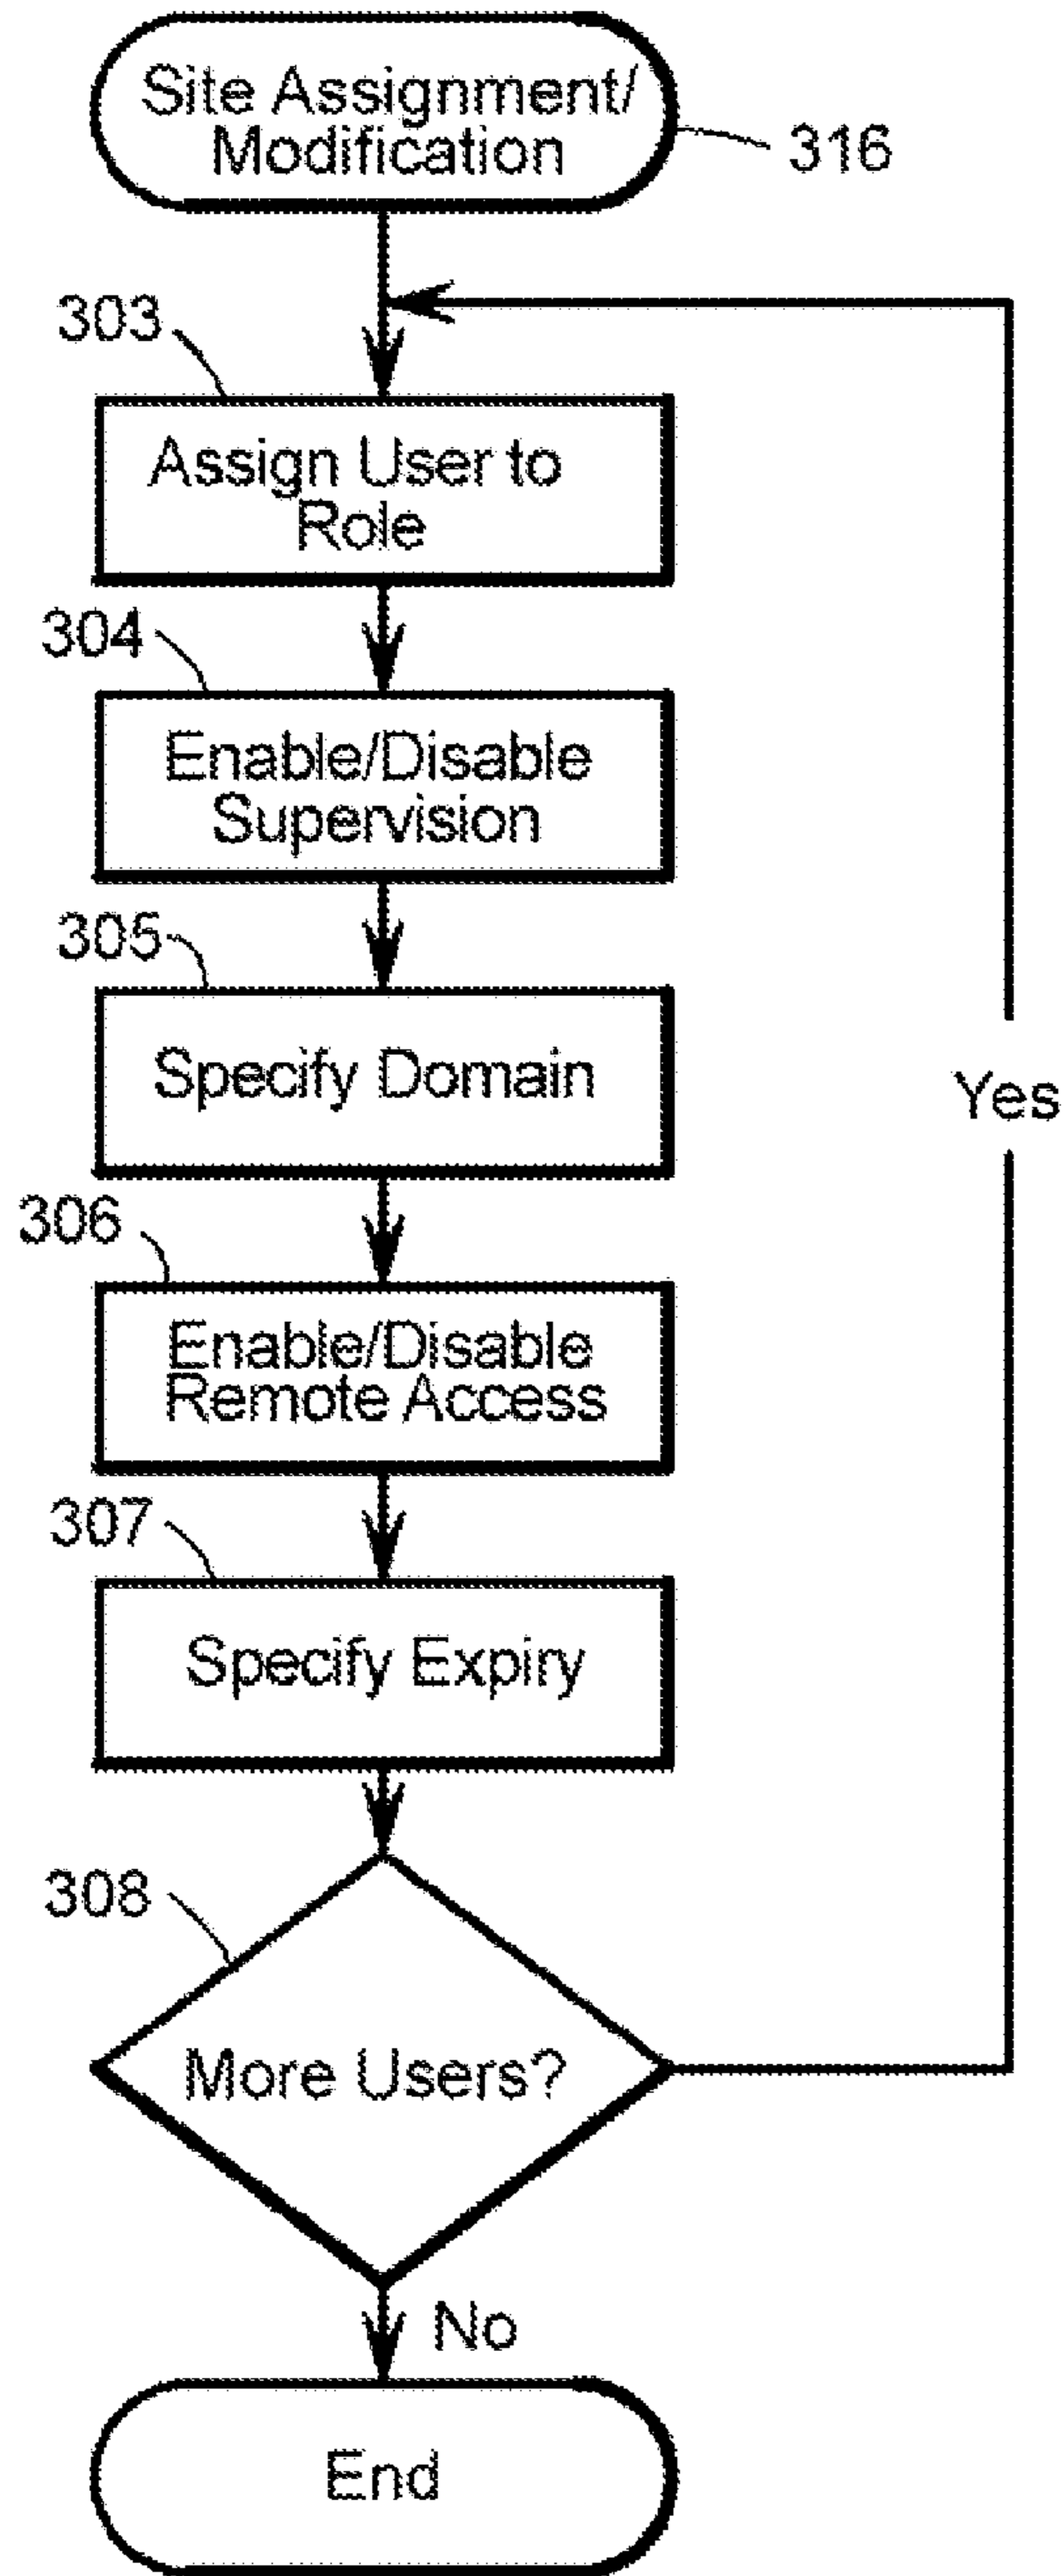 Site Assignment/
Modification
316
303
Assign User to
Role
304
Enable/Disable
Supervision
305
Specify Domain
Yes
306
Enable/Disable
Remote Access
307
Specify Expiry
308
More Users?
No
End